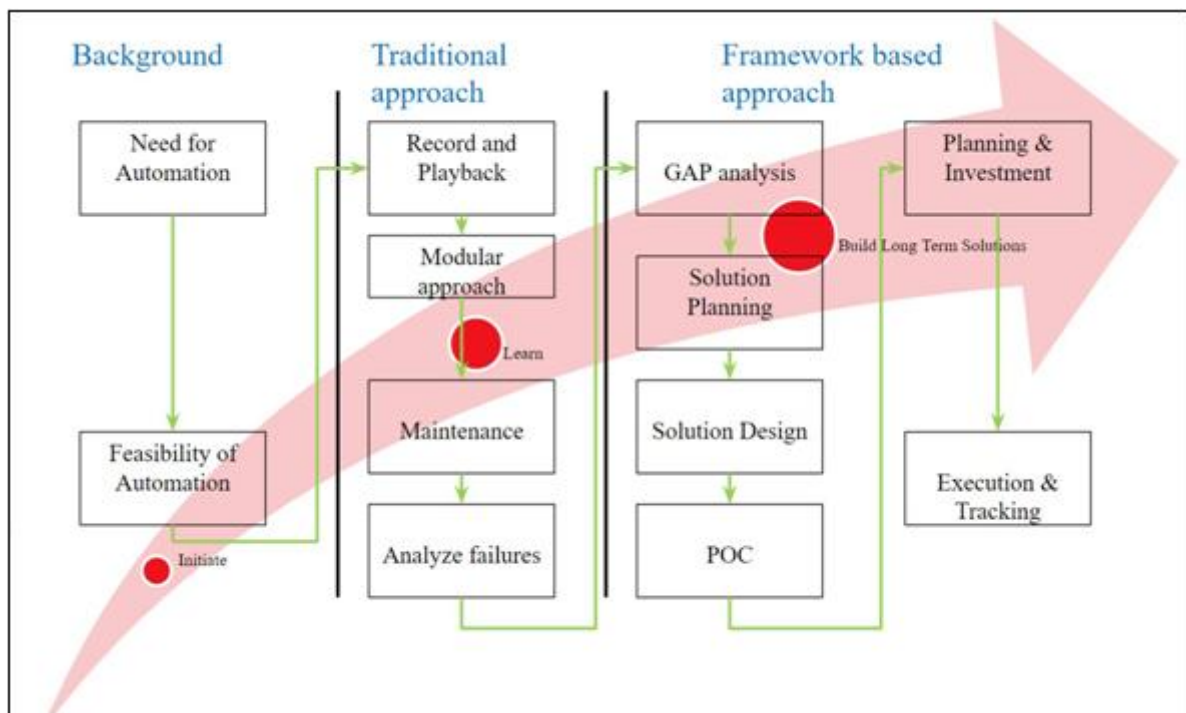 Background
Need for
Automation
Feasibility of
Automation
Initiate
Traditional
approach
Record and
Playback
Modular
approach
Learn
Maintenance
Analyze failures
Framework based
approach
GAP analysis
Build Long Term Solutions
Solution
Planning
Solution Design
POC
Planning &
Investment
Execution &
Tracking